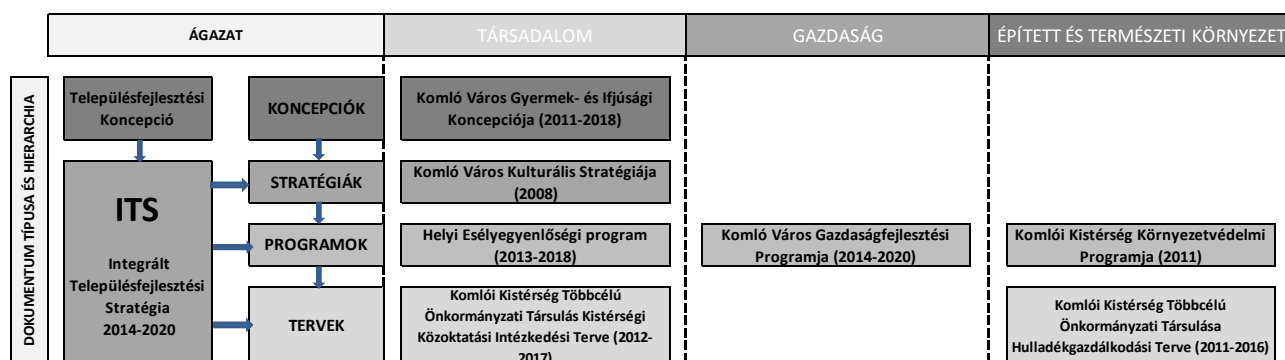 ÁGAZAT
TÁRSADALOM
GAZDASÁG
ÉPÍTETT ÉS TERMÉSZETI KÖRNYEZET
DOKUMENTUM TÍPUSA ÉS HIERARCHIA
Településfejlesztési
Koncepció
KONCEPCIÓK
Komló Város Gyermek- és Ifjúsági
Koncepciója (2011-2018)
ITS
Integrált
Településfejlesztési
Stratégia
2014-2020
STRATÉGIÁK
Komló Város Kulturális Stratégiája
(2008)
PROGRAMOK
Helyi Esélyegyenlőségi program
(2013-2018)
Komló Város Gazdaságfejlesztési
Programja (2014-2020)
Komlói Kistérség Környezetvédelmi
Programja (2011)
TERVEK
Komlói Kistérség Többcélú
Önkormányzati Társulás Kistérségi
Közoktatási Intézkedési Terve (2012-
2017)
Komlói Kistérség Többcélú
Önkormányzati Társulása
Hulladékgazdálkodási Terve (2011-2016)